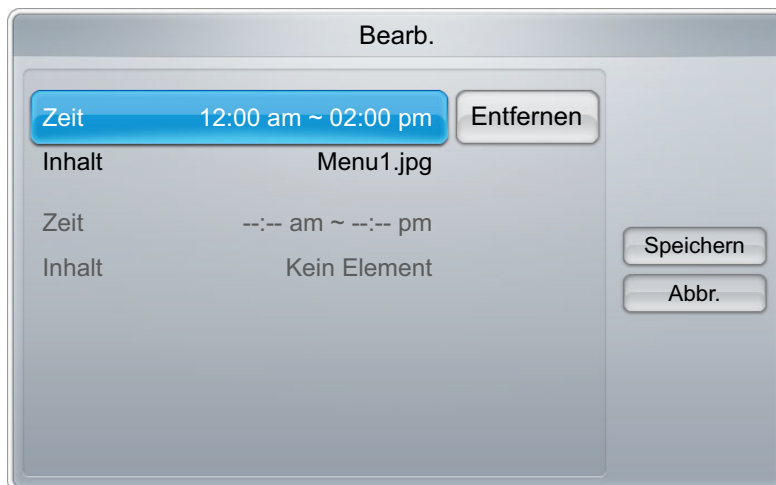 Bearb.
Zeit 12:00 am ~ 02:00 pm Entfernen
Inhalt Menu1.jpg
Zeit --:-- am ~ --:-- pm
Inhalt Kein Element
Speichern
Abbr.